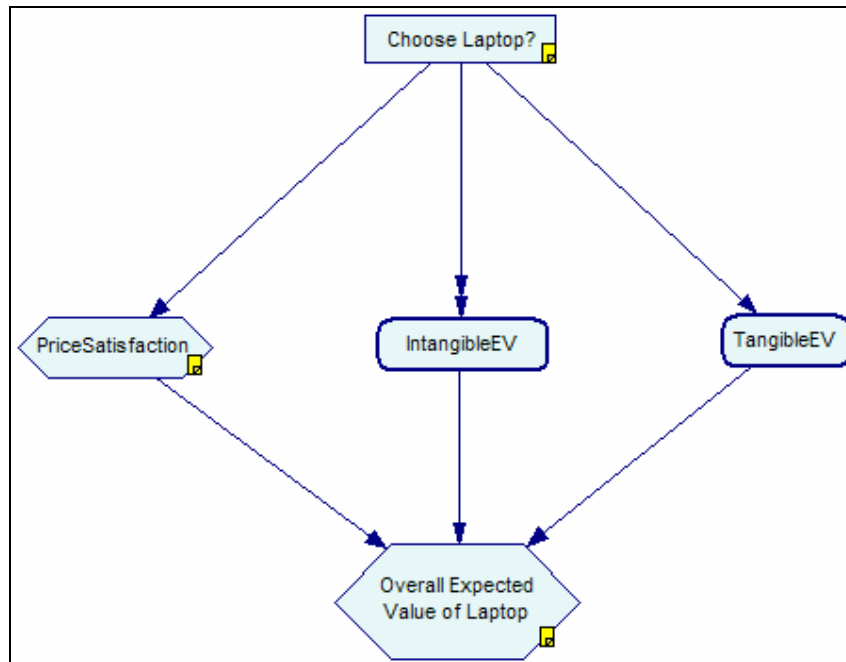 Choose Laptop?
PriceSatisfaction
IntangibleEV
TangibleEV
Overall Expected
Value of Laptop